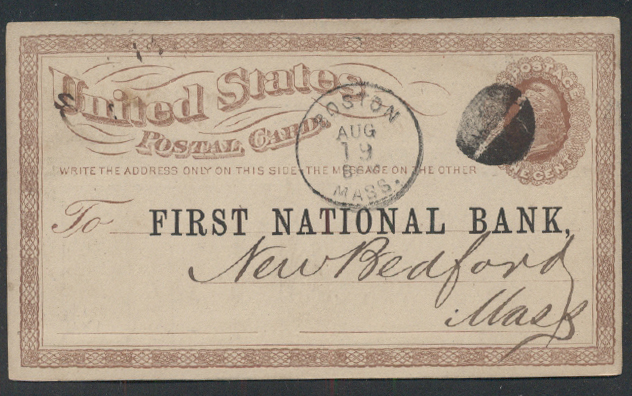 United States
POSTAL CARD
WRITE THE ADDRESS ONLY ON THIS SIDE-THE MESSAGE ON THE OTHER
BOSTON
AUG
19
MASS.
POSTAGE
ONE CENT
To FIRST NATIONAL BANK,
New Bedford
Mass